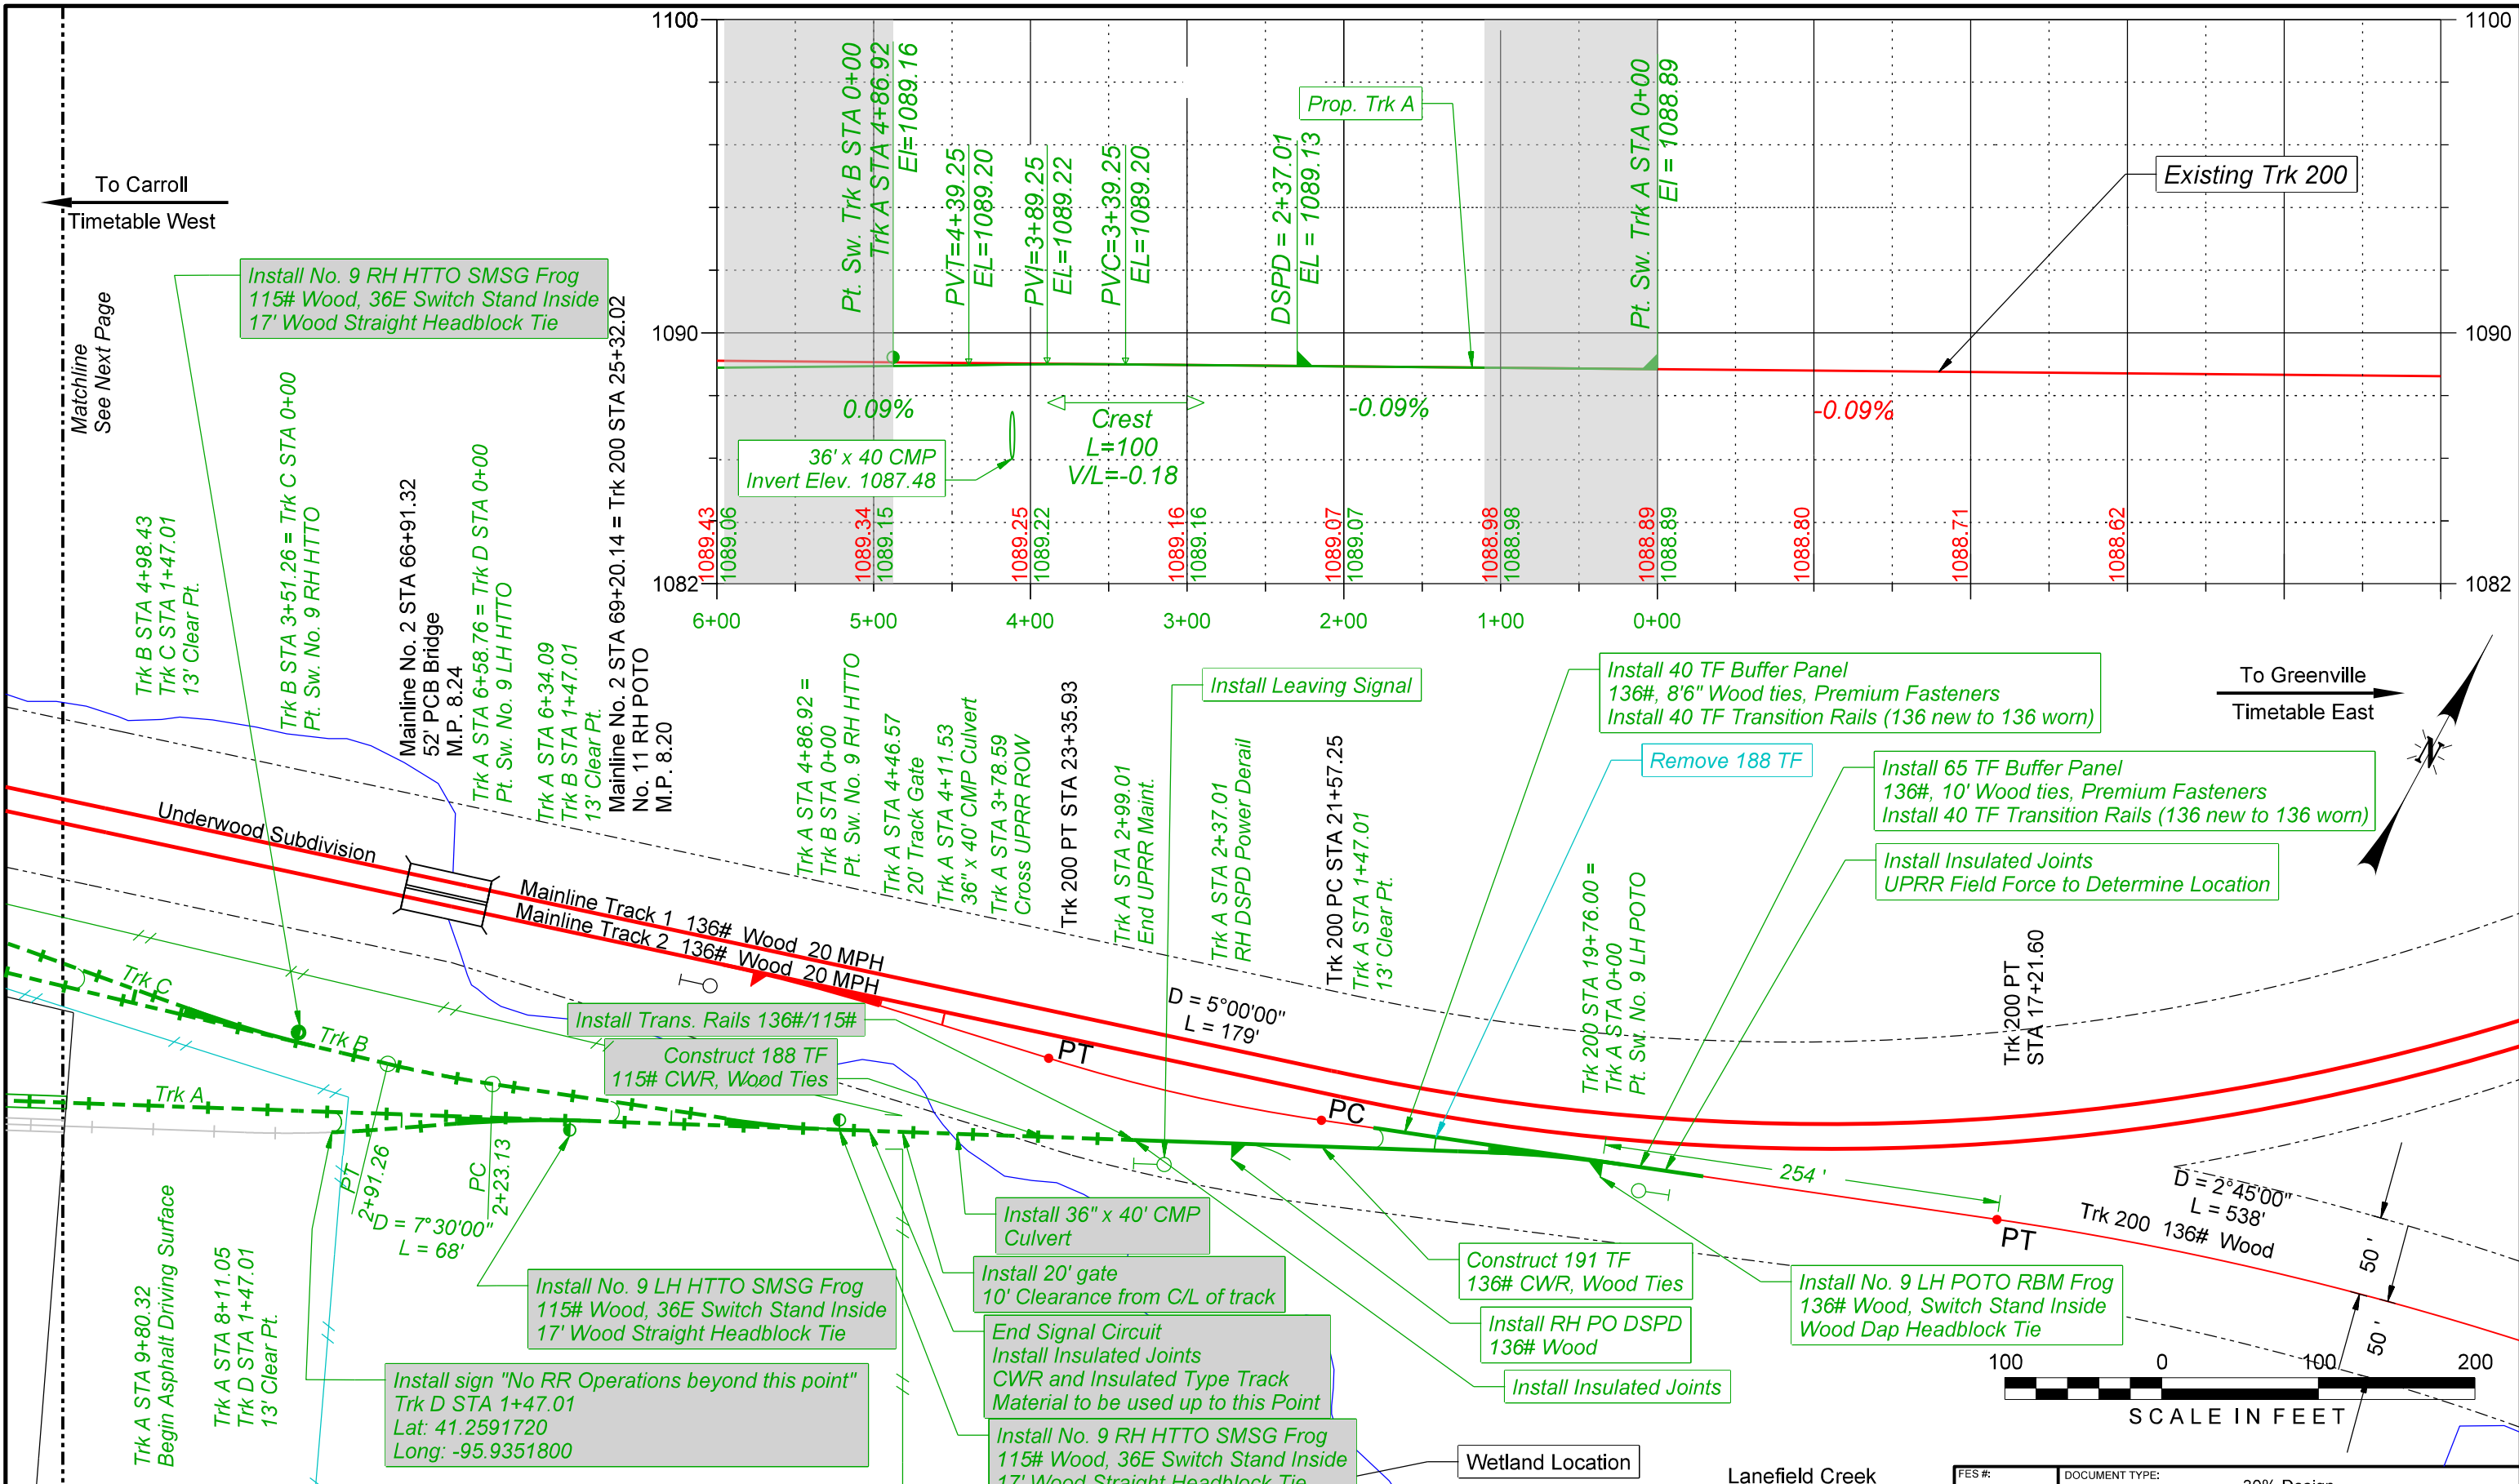 1100
1100
1090
1090
1082
1082
Pt. Sw. Trk B STA 0+00
Trk A STA 4+86.92
El=1089.16
PVT=4+39.25
EL=1089.20
PVI=3+89.25
EL=1089.22
PVC=3+39.25
EL=1089.20
DSPD = 2+37.01
EL = 1089.13
Prop. Trk A
Pt. Sw. Trk A STA 0+00
El = 1088.89
Existing Trk 200
To Carroll
Timetable West
Matchline
See Next Page
Install No. 9 RH HTTO SMSG Frog
115# Wood, 36E Switch Stand Inside
17' Wood Straight Headblock Tie
0.09%
Crest
L=100
V/L=-0.18
-0.09%
-0.09%
36' x 40 CMP
Invert Elev. 1087.48
1089.43
1089.06
1089.34
1089.15
1089.25
1089.22
1089.16
1089.16
1089.07
1089.07
1088.98
1088.98
1088.89
1088.89
1088.80
1088.71
1088.62
6+00
5+00
4+00
3+00
2+00
1+00
0+00
Trk B STA 4+98.43
Trk C STA 1+47.01
13' Clear Pt.
Trk B STA 3+51.26 = Trk C STA 0+00
Pt. Sw. No. 9 RH HTTO
Mainline No. 2 STA 66+91.32
52' PCB Bridge
M.P. 8.24
Trk A STA 6+58.76 = Trk D STA 0+00
Pt. Sw. No. 9 LH HTTO
Trk A STA 6+34.09
Trk B STA 1+47.01
13' Clear Pt.
Mainline No. 2 STA 69+20.14 = Trk 200 STA 25+32.02
No. 11 RH POTO
M.P. 8.20
Trk A STA 4+86.92 =
Trk B STA 0+00
Pt. Sw. No. 9 RH HTTO
Trk A STA 4+46.57
20' Track Gate
Trk A STA 4+11.53
36" x 40' CMP Culvert
Trk A STA 3+78.59
Cross UPRR ROW
Trk 200 PT STA 23+35.93
Trk A STA 2+99.01
End UPRR Maint.
Install Leaving Signal
Trk A STA 2+37.01
RH DSPD Power Derail
Trk 200 PC STA 21+57.25
Trk A STA 1+47.01
13' Clear Pt.
Install 40 TF Buffer Panel
136#, 8'6" Wood ties, Premium Fasteners
Install 40 TF Transition Rails (136 new to 136 worn)
Remove 188 TF
Install 65 TF Buffer Panel
136#, 10' Wood ties, Premium Fasteners
Install 40 TF Transition Rails (136 new to 136 worn)
Install Insulated Joints
UPRR Field Force to Determine Location
To Greenville
Timetable East
N
Trk 200 STA 19+76.00 =
Trk A STA 0+00
Pt. Sw. No. 9 LH POTO
Trk 200 PT
STA 17+21.60
Underwood Subdivision
Mainline Track 1 136# Wood 20 MPH
Mainline Track 2 136# Wood 20 MPH
D = 5°00'00"
L = 179'
Trk C
Trk B
Trk A
Install Trans. Rails 136#/115#
Construct 188 TF
115# CWR, Wood Ties
PT
PC
PT
2+91.26
PC
2+23.13
D = 7°30'00"
L = 68'
254 '
PT
D = 2°45'00"
L = 538'
Trk 200 136# Wood
50 '
50 '
Trk A STA 9+80.32
Begin Asphalt Driving Surface
Trk A STA 8+11.05
Trk D STA 1+47.01
13' Clear Pt.
Install No. 9 LH HTTO SMSG Frog
115# Wood, 36E Switch Stand Inside
17' Wood Straight Headblock Tie
Install sign "No RR Operations beyond this point"
Trk D STA 1+47.01
Lat: 41.2591720
Long: -95.9351800
Install 36" x 40' CMP
Culvert
Install 20' gate
10' Clearance from C/L of track
End Signal Circuit
Install Insulated Joints
CWR and Insulated Type Track
Material to be used up to this Point
Install No. 9 RH HTTO SMSG Frog
115# Wood, 36E Switch Stand Inside
17' Wood Straight Headblock Tie
Construct 191 TF
136# CWR, Wood Ties
Install RH PO DSPD
136# Wood
Install Insulated Joints
Install No. 9 LH POTO RBM Frog
136# Wood, Switch Stand Inside
Wood Dap Headblock Tie
100 0 100 200
SCALE IN FEET
Wetland Location
Lanefield Creek
FES #:
DOCUMENT TYPE:
30% Design